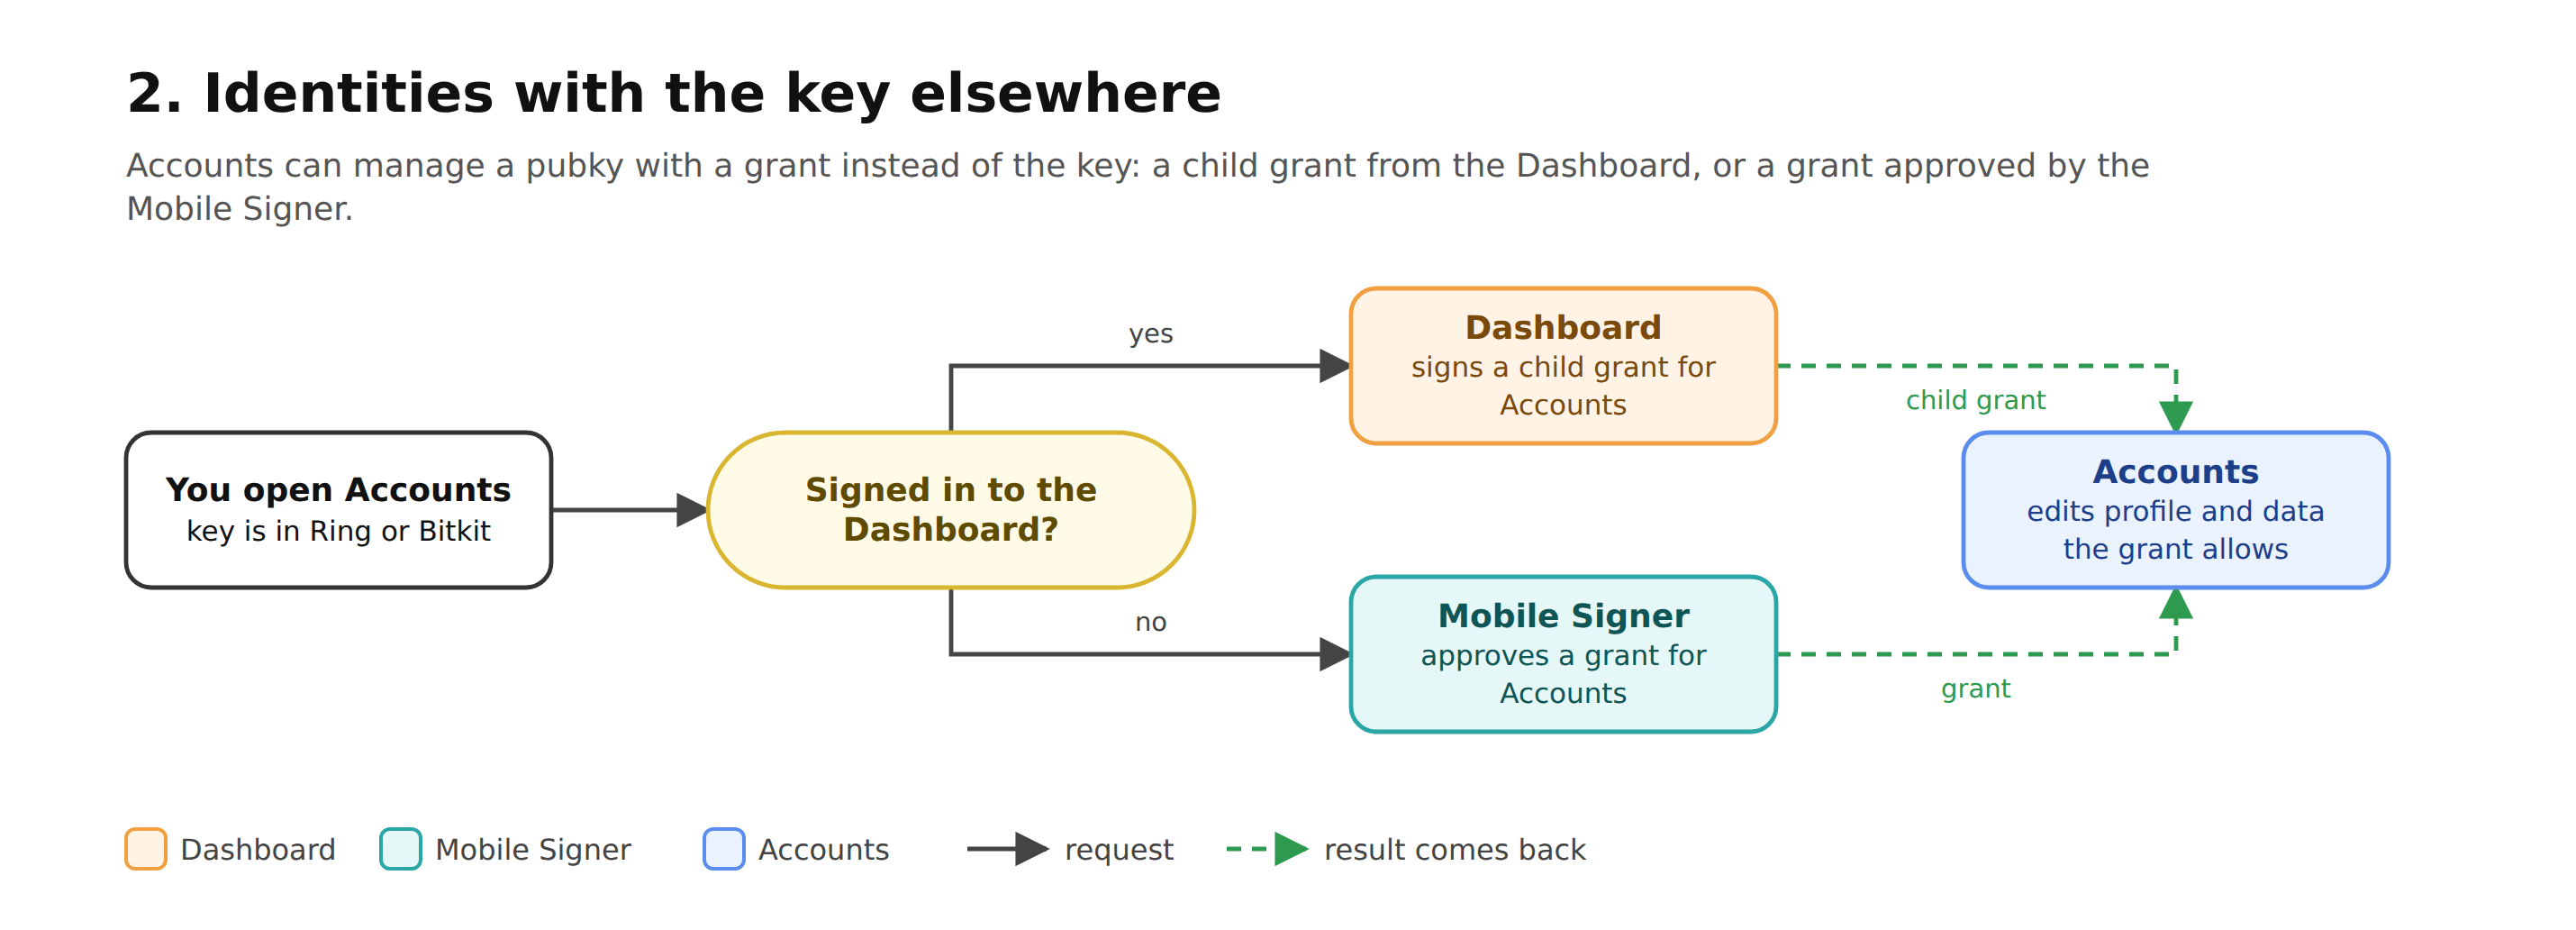 2. Identities with the key elsewhere
Accounts can manage a pubky with a grant instead of the key: a child grant from the Dashboard, or a grant approved by the
Mobile Signer.
You open Accounts
key is in Ring or Bitkit
Signed in to the
Dashboard?
yes
no
Dashboard
signs a child grant for
Accounts
Mobile Signer
approves a grant for
Accounts
child grant
grant
Accounts
edits profile and data
the grant allows
Dashboard
Mobile Signer
Accounts
request
result comes back